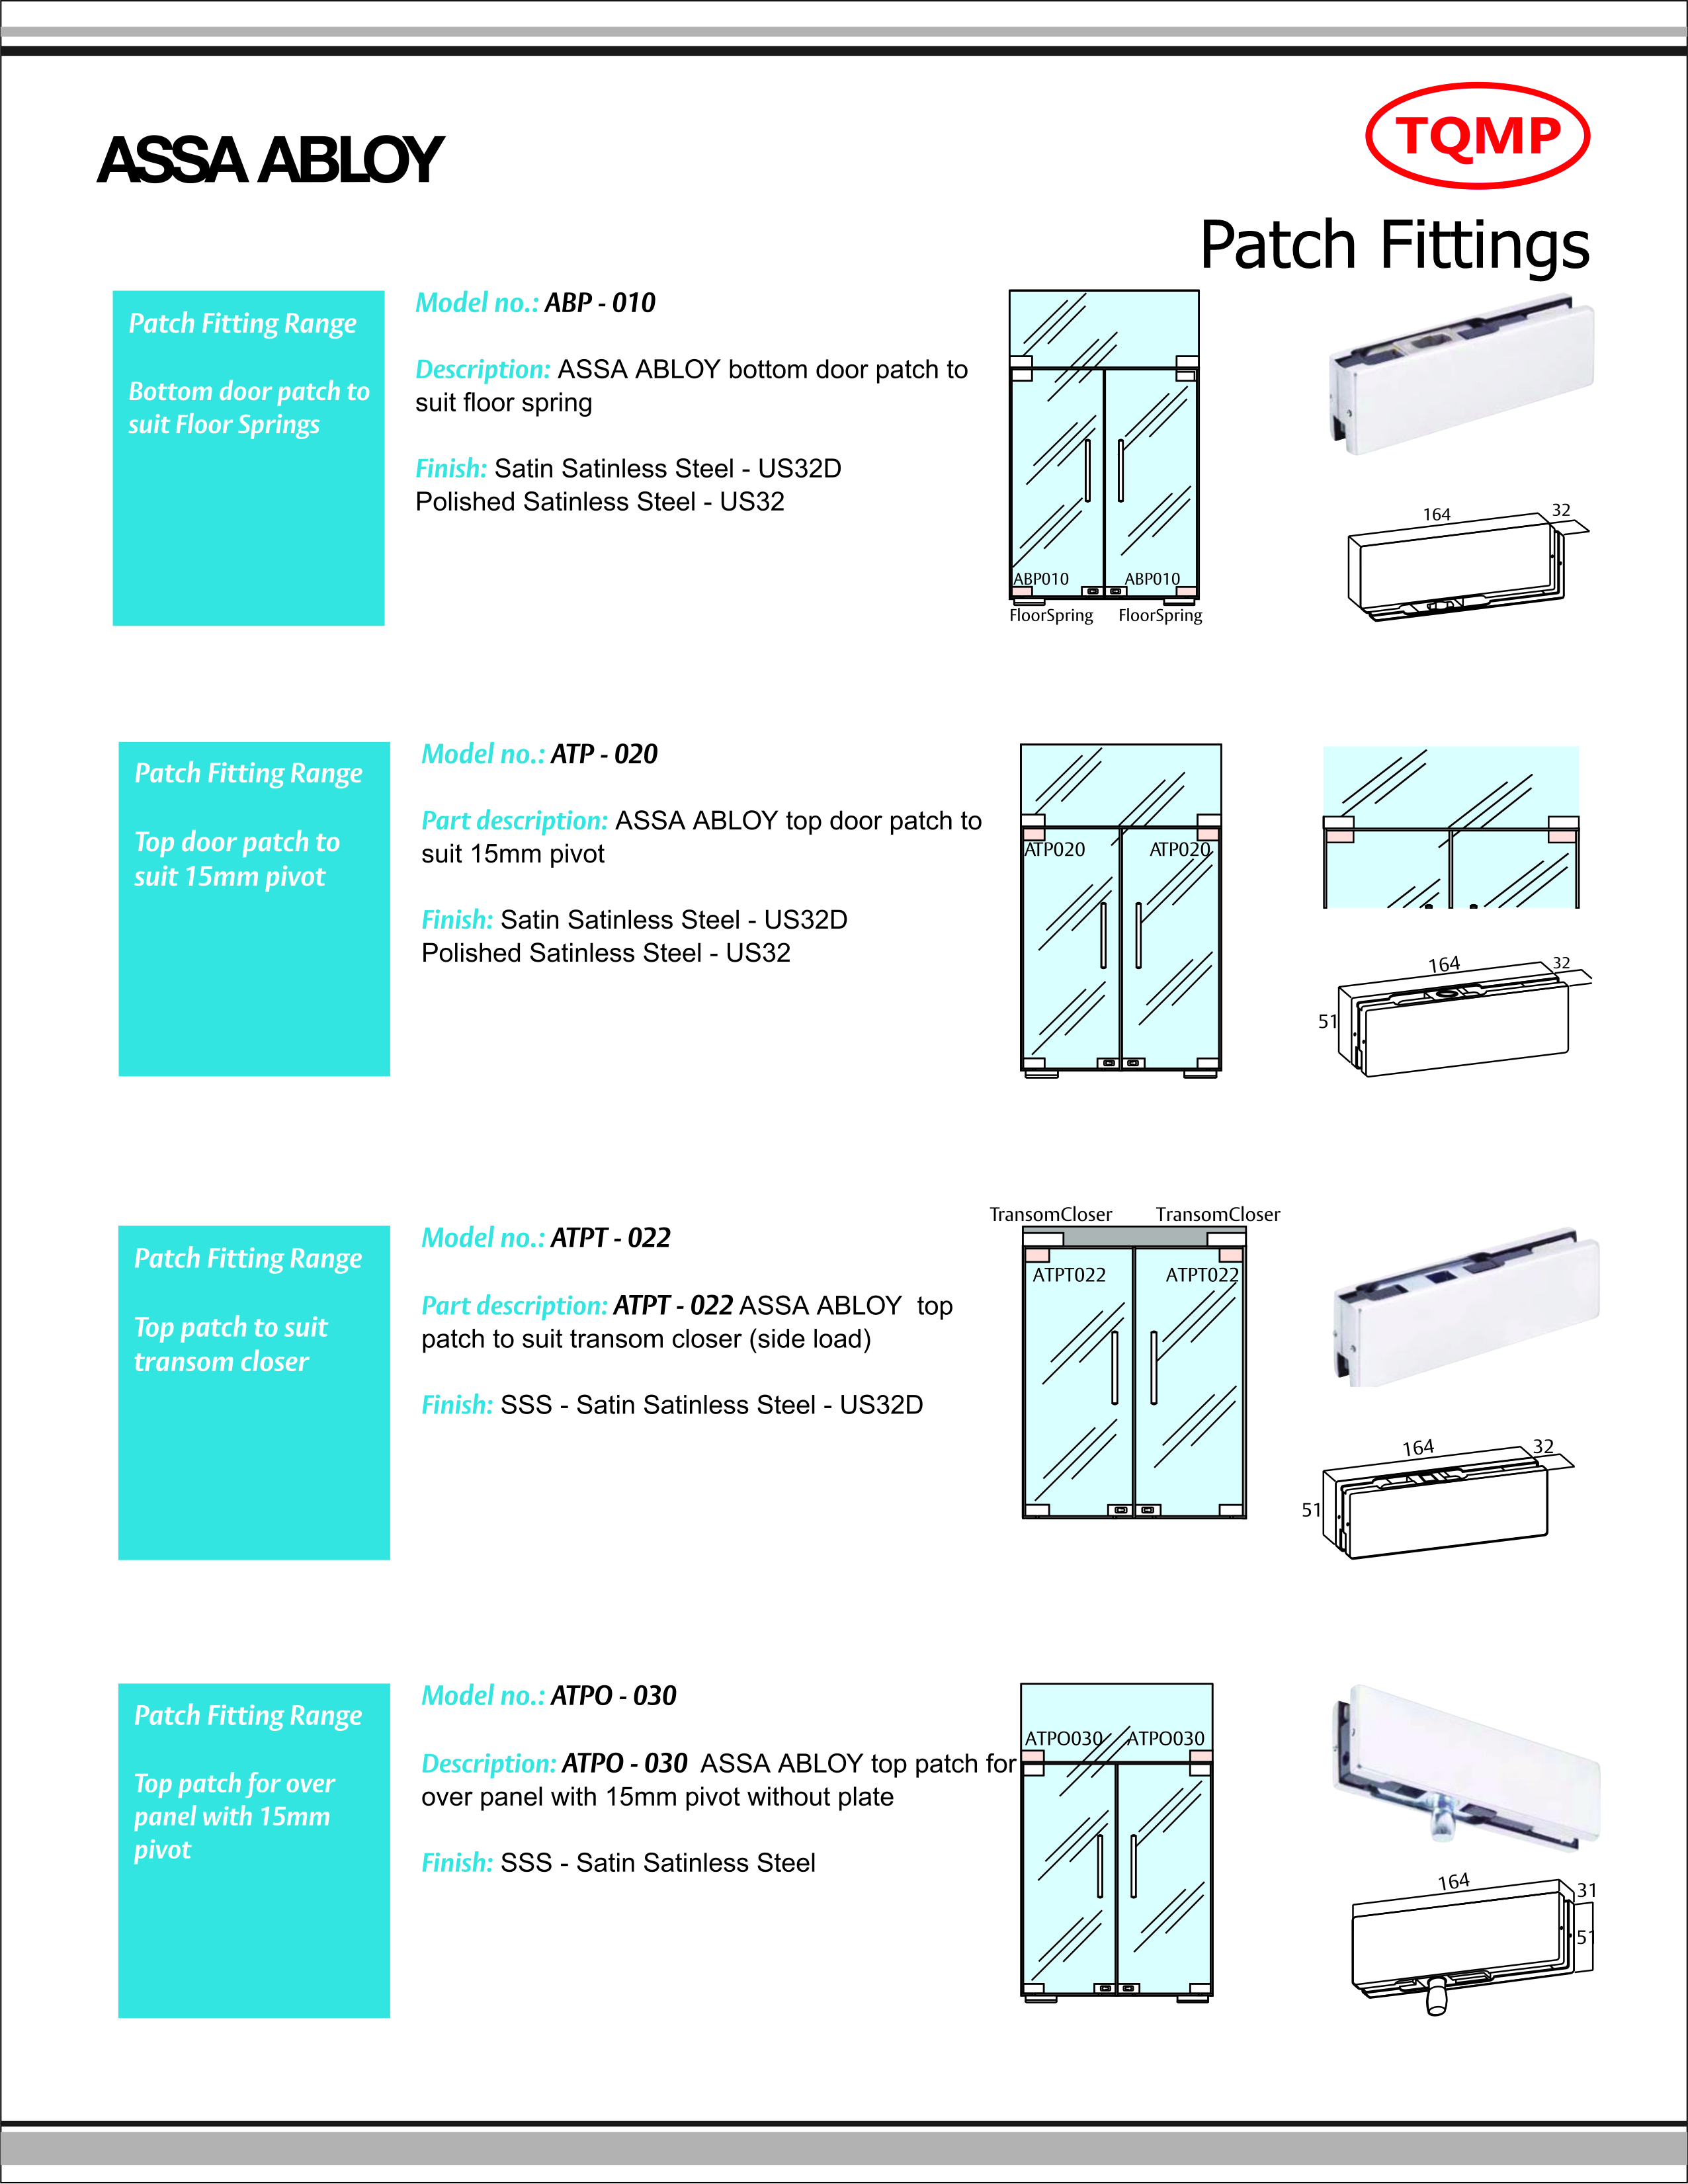 ASSA ABLOY
TQMP
Patch Fittings
Patch Fitting Range
Bottom door patch to
suit Floor Springs
Model no.: ABP - 010
Description: ASSA ABLOY bottom door patch to
suit floor spring
Finish: Satin Satinless Steel - US32D
Polished Satinless Steel - US32
ABP010 ABP010
FloorSpring FloorSpring
164 32
Patch Fitting Range
Top door patch to
suit 15mm pivot
Model no.: ATP - 020
Part description: ASSA ABLOY top door patch to
suit 15mm pivot
Finish: Satin Satinless Steel - US32D
Polished Satinless Steel - US32
ATP020 ATP020
164 32
51
Patch Fitting Range
Top patch to suit
transom closer
Model no.: ATPT - 022
Part description: ATPT - 022 ASSA ABLOY  top
patch to suit transom closer (side load)
Finish: SSS - Satin Satinless Steel - US32D
TransomCloser TransomCloser
ATPT022 ATPT022
164 32
51
Patch Fitting Range
Top patch for over
panel with 15mm
pivot
Model no.: ATPO - 030
Description: ATPO - 030  ASSA ABLOY top patch for
over panel with 15mm pivot without plate
Finish: SSS - Satin Satinless Steel
ATPO030 ATPO030
164
31
51